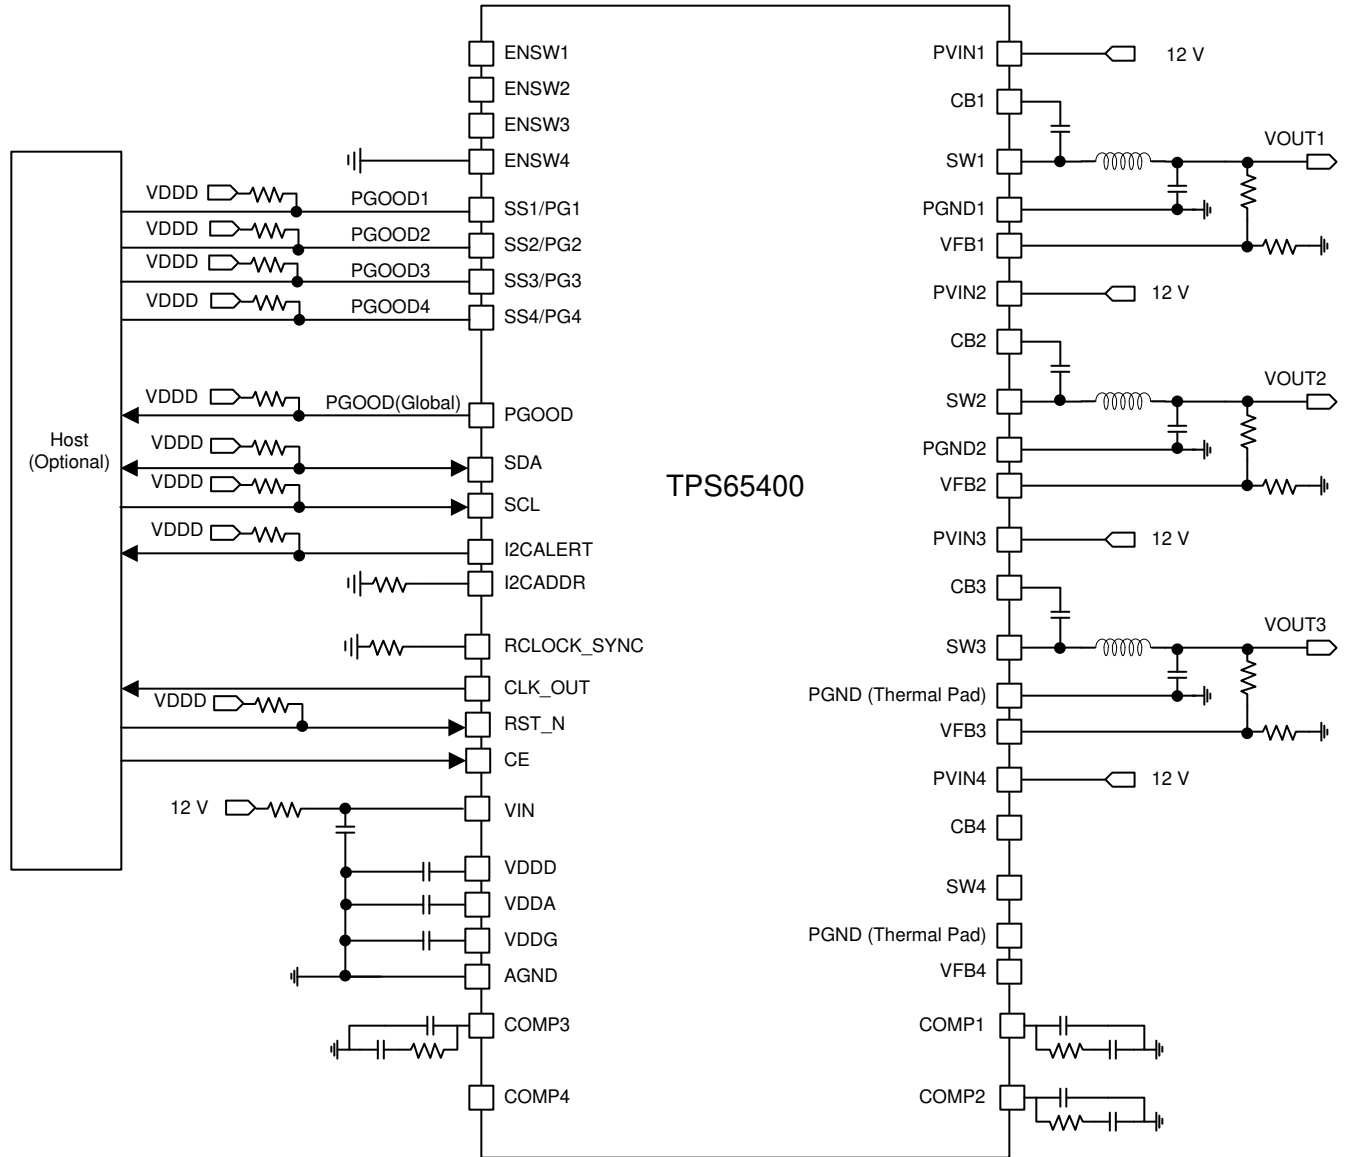 ENSW1
ENSW2
ENSW3
ENSW4
VDDD
PGOOD1
SS1/PG1
VDDD
PGOOD2
SS2/PG2
VDDD
PGOOD3
SS3/PG3
VDDD
PGOOD4
SS4/PG4
VDDD
PGOOD(Global)
PGOOD
Host
(Optional)
VDDD
SDA
VDDD
SCL
VDDD
I2CALERT
I2CADDR
RCLOCK_SYNC
CLK_OUT
VDDD
RST_N
CE
12 V
VIN
VDDD
VDDA
VDDG
AGND
COMP3
COMP4
TPS65400
PVIN1
12 V
CB1
VOUT1
SW1
PGND1
VFB1
PVIN2
12 V
CB2
VOUT2
SW2
PGND2
VFB2
PVIN3
12 V
CB3
VOUT3
SW3
PGND (Thermal Pad)
VFB3
PVIN4
12 V
CB4
SW4
PGND (Thermal Pad)
VFB4
COMP1
COMP2